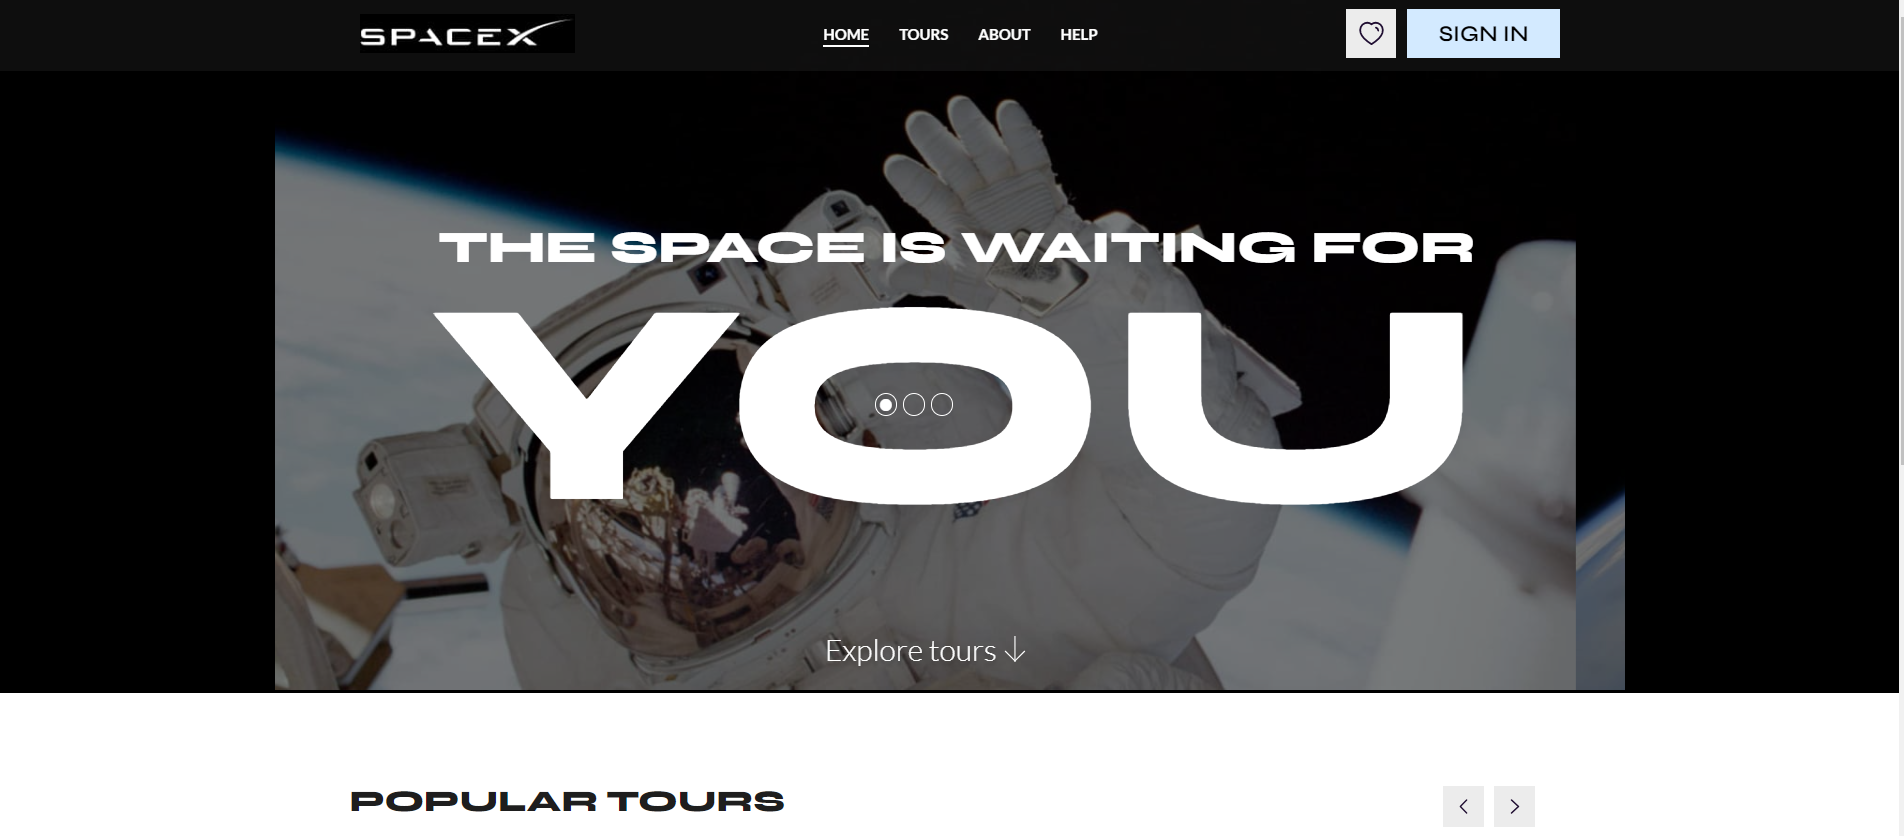 SPACEX
HOME TOURS ABOUT HELP
SIGN IN
THE SPACE IS WAITING FOR
YOU
Explore tours
POPULAR TOURS